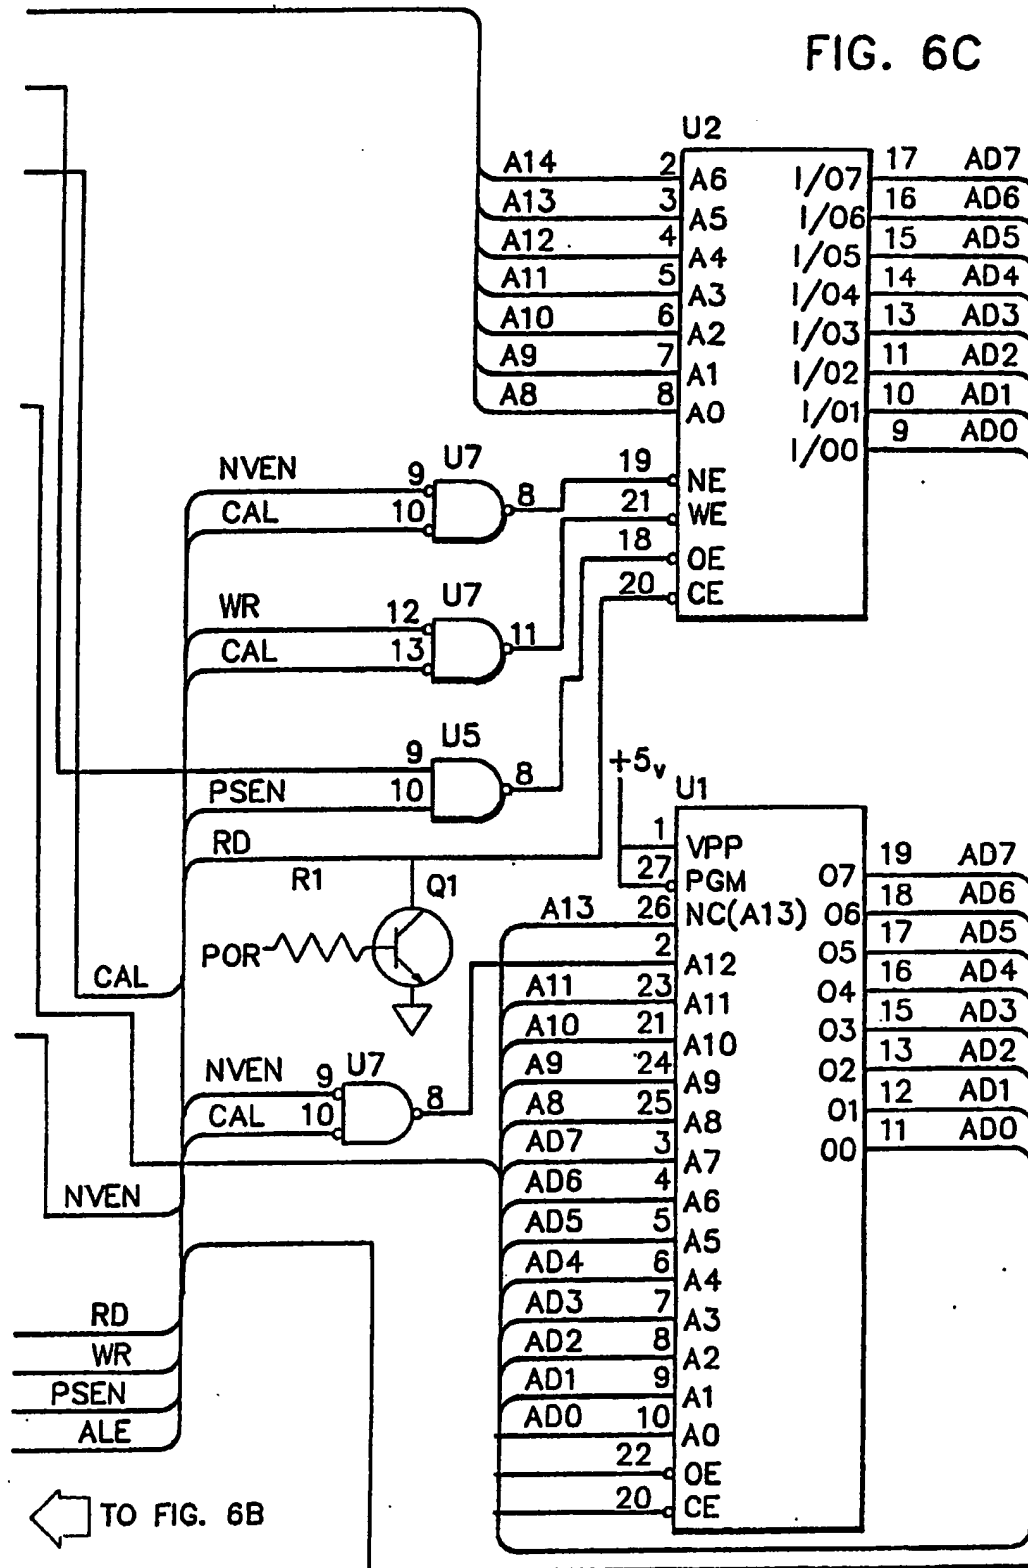 FIG. 6C
U2
A14 2 A6 I/O7 17 AD7
A13 3 A5 I/O6 16 AD6
A12 4 A4 I/O5 15 AD5
A11 5 A3 I/O4 14 AD4
A10 6 A2 I/O3 13 AD3
A9 7 A1 I/O2 11 AD2
A8 8 A0 I/O1 10 AD1
I/O0 9 AD0
U7
NVEN 9 8 19 NE
CAL 10 21 WE
18 OE
20 CE
U7
WR 12 11
CAL 13
U5
9 8
PSEN 10
RD
R1 Q1
POR
+5v
U1
1 VPP
27 PGM O7 19 AD7
A13 26 NC(A13) O6 18 AD6
2 A12 O5 17 AD5
A11 23 A11 O4 16 AD4
A10 21 A10 O3 15 AD3
A9 24 A9 O2 13 AD2
A8 25 A8 O1 12 AD1
AD7 3 A7 O0 11 AD0
AD6 4 A6
AD5 5 A5
AD4 6 A4
AD3 7 A3
AD2 8 A2
AD1 9 A1
AD0 10 A0
22 OE
20 CE
CAL
U7
NVEN 9 8
CAL 10
NVEN
RD
WR
PSEN
ALE
TO FIG. 6B